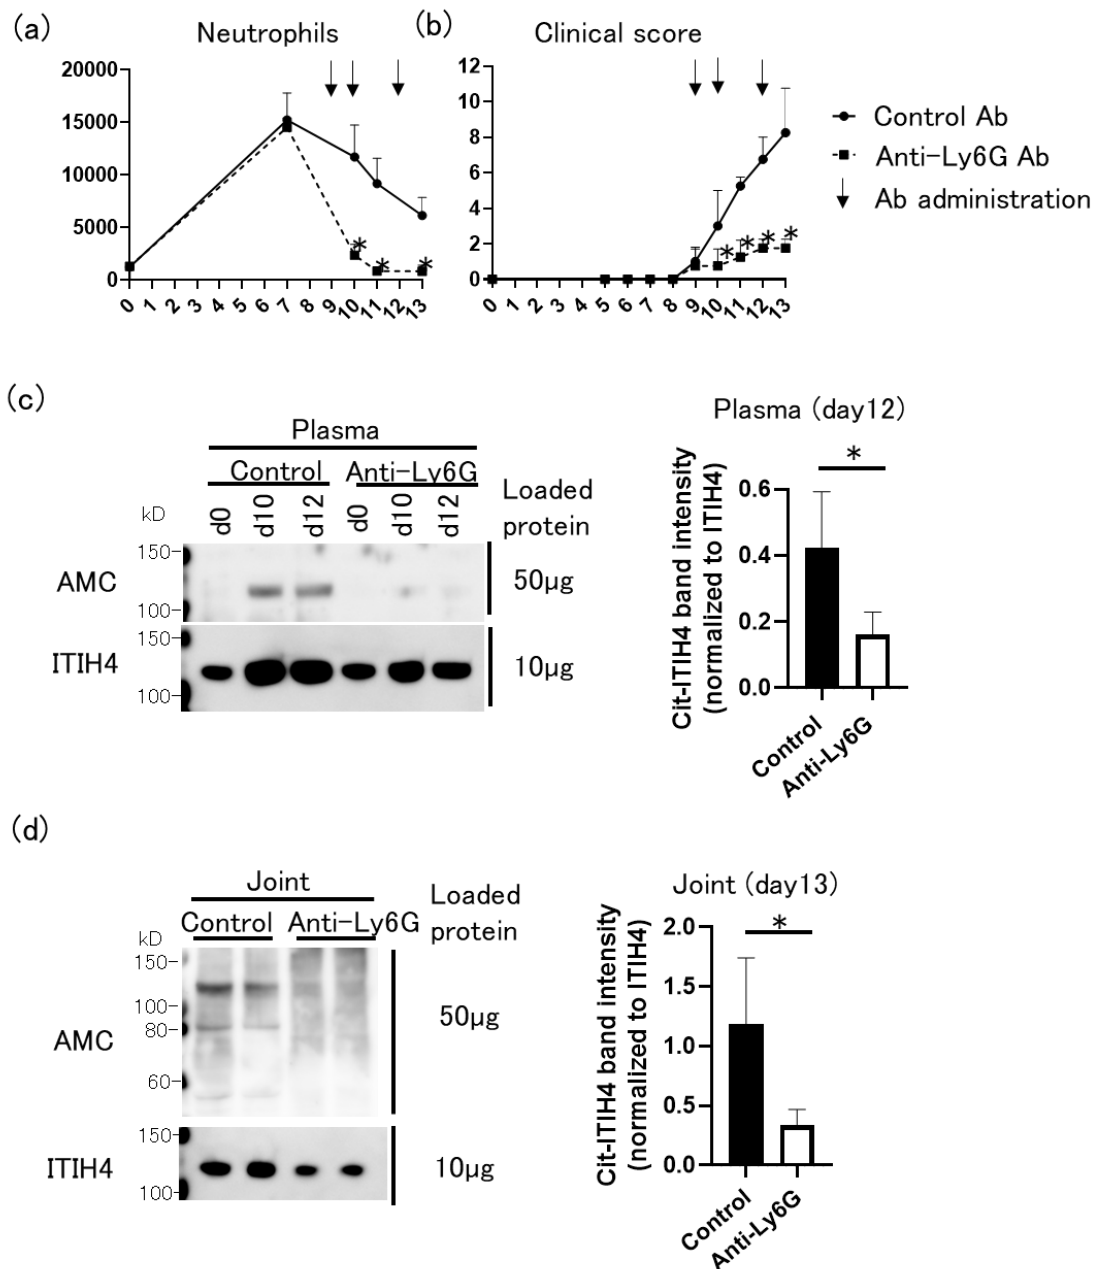 (a)
Neutrophils
20000
15000
10000
5000
0
0 1 2 3 4 5 6 7 8 9 10 11 12 13
* * *
(b)
Clinical score
12
10
8
6
4
2
0
0 1 2 3 4 5 6 7 8 9 10 11 12 13
* * * *
Control Ab
Anti-Ly6G Ab
Ab administration
(c)
Plasma
Control Anti-Ly6G
kD d0 d10 d12 d0 d10 d12
Loaded
protein
AMC
150-
100-
50μg
ITIH4
150-
100-
10μg
Plasma (day12)
*
Cit-ITIH4 band intensity
(normalized to ITIH4)
0.6
0.4
0.2
0.0
Control
Anti-Ly6G
(d)
Joint
Control Anti-Ly6G
kD
Loaded
protein
AMC
150-
100-
80-
60-
50μg
ITIH4
150-
100-
10μg
Joint (day13)
*
Cit-ITIH4 band intensity
(normalized to ITIH4)
2.0
1.5
1.0
0.5
0.0
Control
Anti-Ly6G